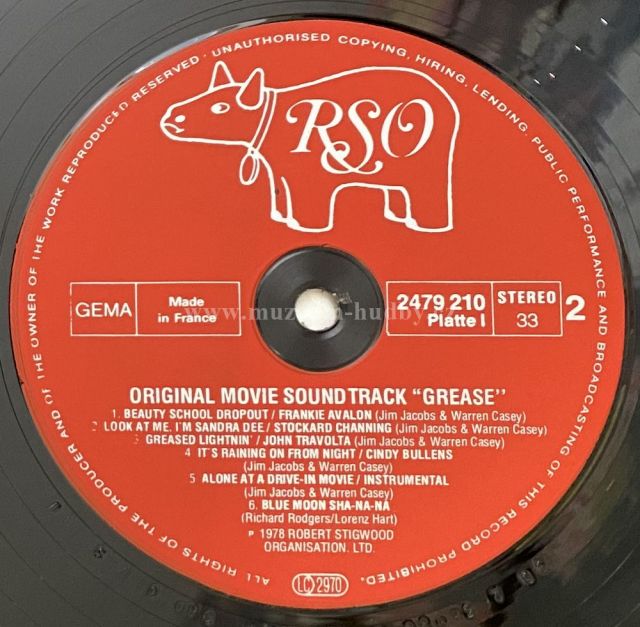 ALL RIGHTS OF THE PRODUCER AND OF THE OWNER OF THE WORK REPRODUCED RESERVED · UNAUTHORISED COPYING, HIRING, LENDING, PUBLIC PERFORMANCE AND BROADCASTING OF THIS RECORD PROHIBITED.
RSO
GEMA
Made
in France
2479 210
Platte I
STEREO
33
2
ORIGINAL MOVIE SOUNDTRACK "GREASE"
1. BEAUTY SCHOOL DROPOUT / FRANKIE AVALON (Jim Jacobs & Warren Casey)
2. LOOK AT ME, I'M SANDRA DEE / STOCKARD CHANNING (Jim Jacobs & Warren Casey)
3 GREASED LIGHTNIN' / JOHN TRAVOLTA (Jim Jacobs & Warren Casey)
4 IT'S RAINING ON FROM NIGHT / CINDY BULLENS
(Jim Jacobs & Warren Casey)
5 ALONE AT A DRIVE-IN MOVIE / INSTRUMENTAL
(Jim Jacobs & Warren Casey)
6. BLUE MOON SHA-NA-NA
(Richard Rodgers/Lorenz Hart)
℗ 1978 ROBERT STIGWOOD
ORGANISATION. LTD.
LC 2970